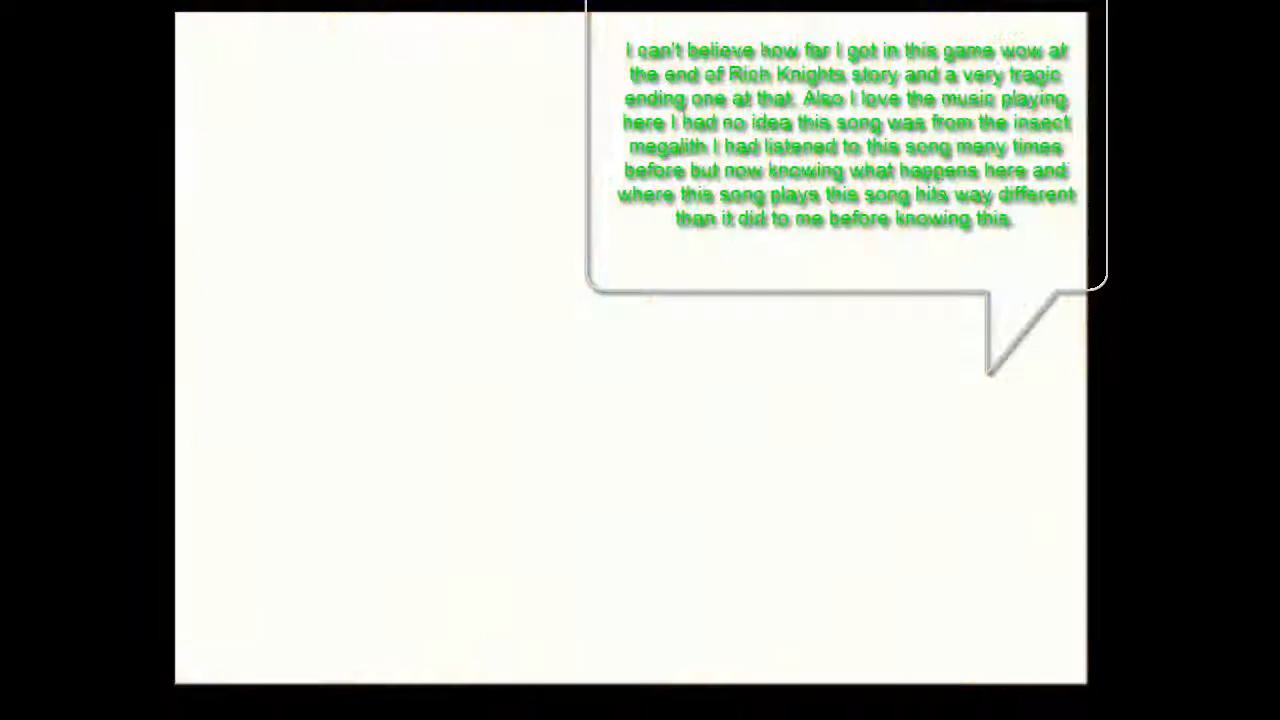 I can't believe how far I got in this game wow at
the end of Rich Knights story and a very tragic
ending one at that. Also I love the music playing
here I had no idea this song was from the insect
megalith I had listened to this song meny times
before but now knowing what happens here and
where this song plays this song hits way different
than it did to me before knowing this.